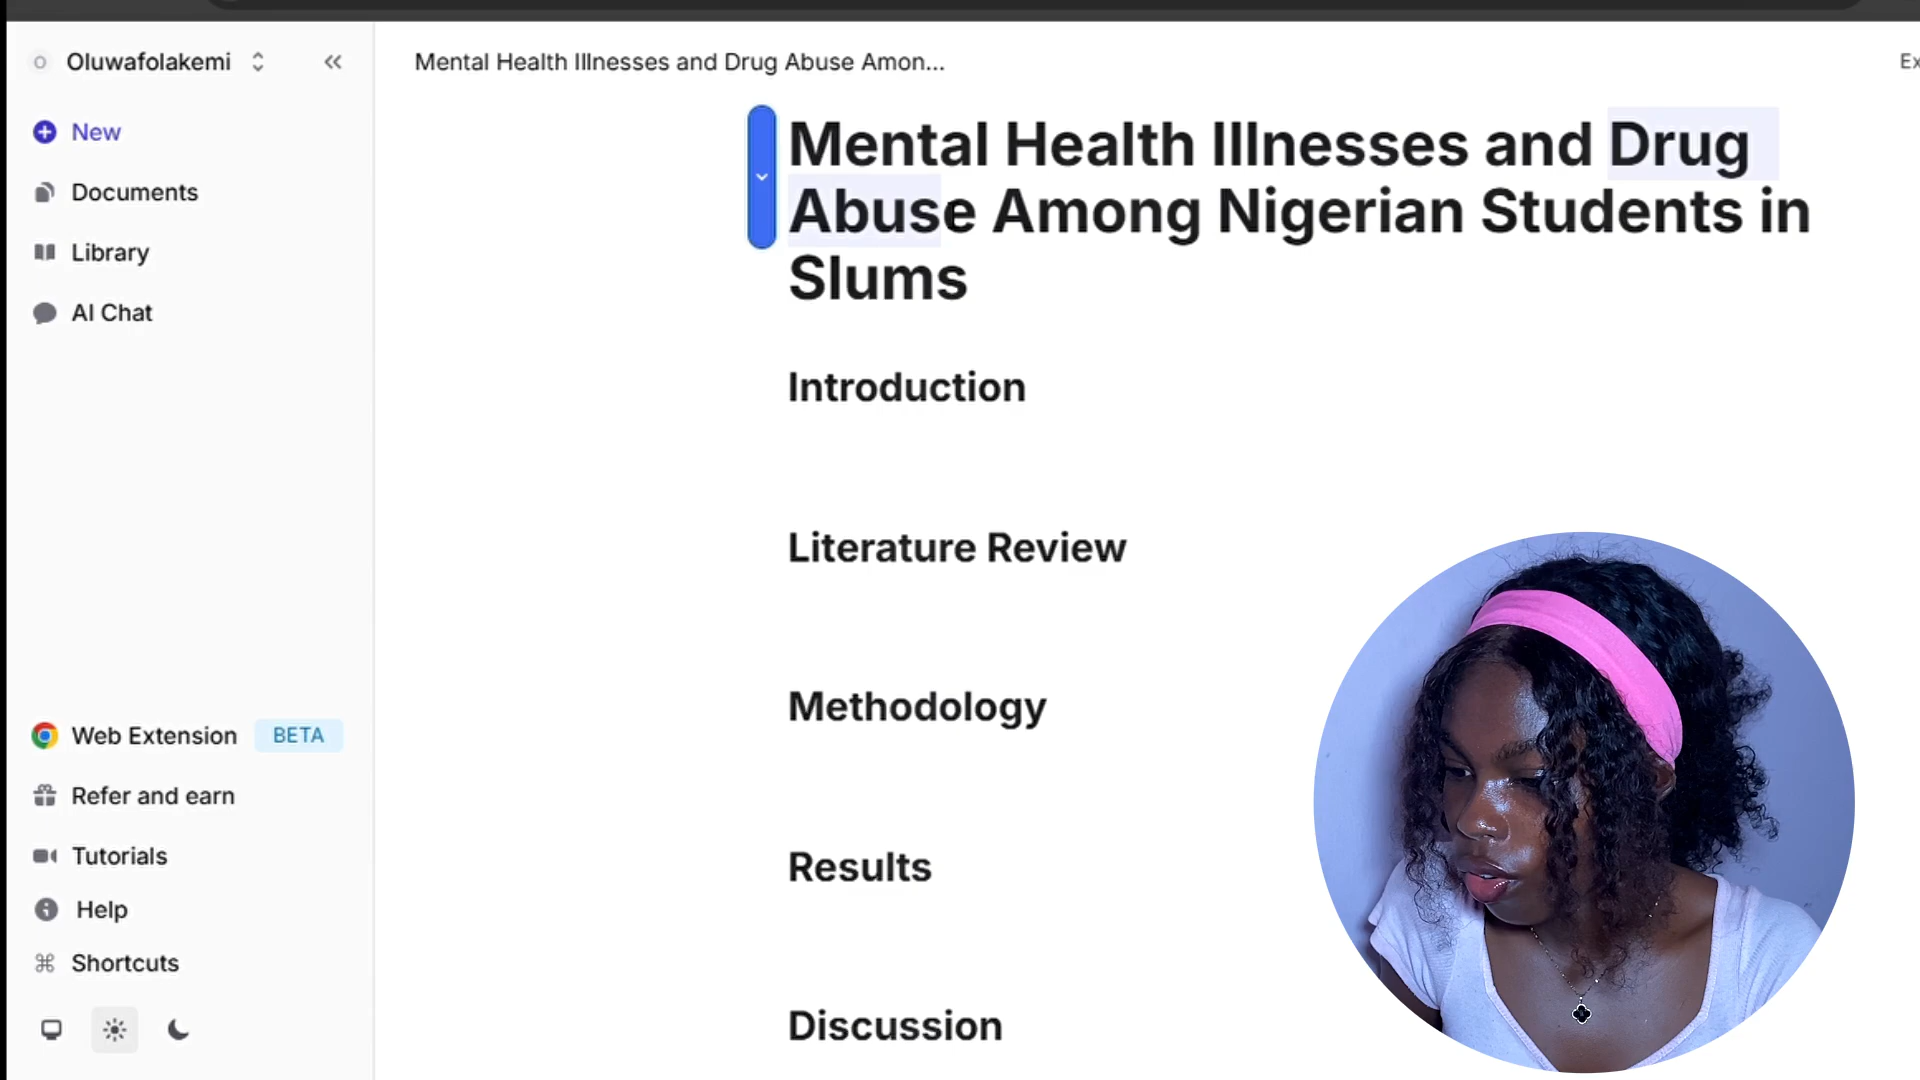 O Oluwafolakemi
New
Documents
Library
AI Chat
Web Extension BETA
Refer and earn
Tutorials
Help
Shortcuts
Mental Health Illnesses and Drug Abuse Amon...
Ex
Mental Health Illnesses and Drug
Abuse Among Nigerian Students in
Slums
Introduction
Literature Review
Methodology
Results
Discussion